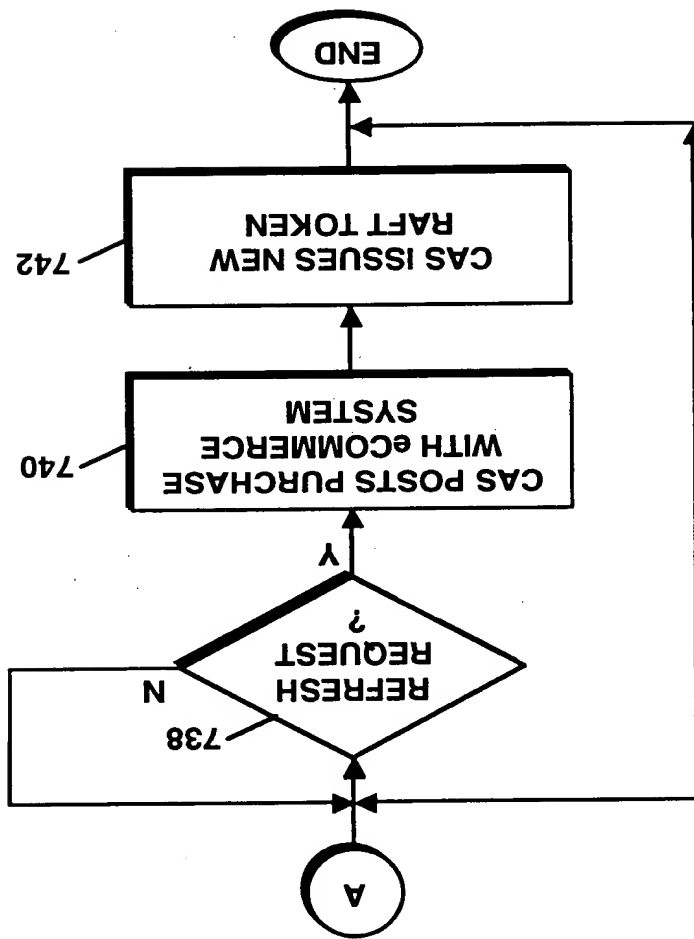 A
738
REFRESH
REQUEST
?
N
Y
CAS POSTS PURCHASE
WITH eCOMMERCE
SYSTEM
740
CAS ISSUES NEW
RAFT TOKEN
742
END